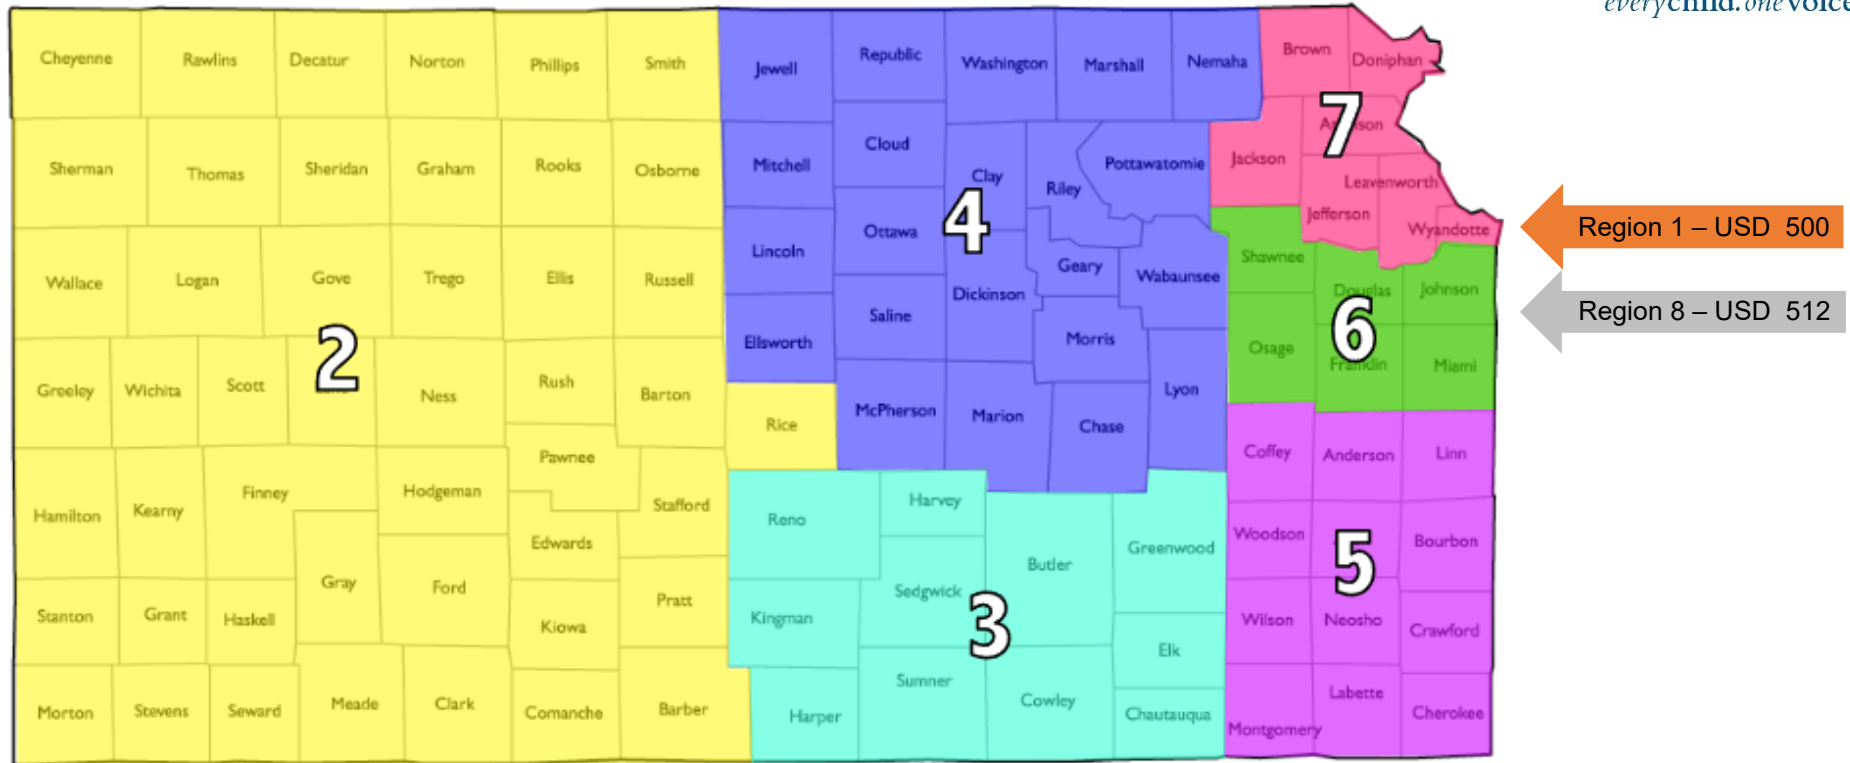 everychild.onevoice
Cheyenne Rawlins Decatur Norton Phillips Smith Jewell Republic Washington Marshall Nemaha Brown Doniphan
7
Sherman Thomas Sheridan Graham Rooks Osborne Mitchell Cloud Clay Riley Pottawatomie Jackson
Leavenworth
Jefferson
Wyandotte
4
Wallace Logan Gove Trego Ellis Russell Lincoln Ottawa Dickinson Geary Wabaunsee Shawnee Douglas Johnson
Region 1 – USD 500
Region 8 – USD 512
2
6
Greeley Wichita Scott Ness Rush Barton Ellsworth Saline Morris Osage Franklin Miami
Rice McPherson Marion Chase Lyon
Pawnee
Coffey Anderson Linn
Hamilton Kearny Finney Hodgeman Stafford Reno Harvey
Edwards Butler Greenwood Woodson Bourbon
5
Gray Ford
Stanton Grant Haskell Kiowa Pratt Kingman Sedgwick Elk Wilson Neosho Crawford
3
Morton Stevens Seward Meade Clark Comanche Barber Harper Sumner Cowley Chautauqua Montgomery Labette Cherokee